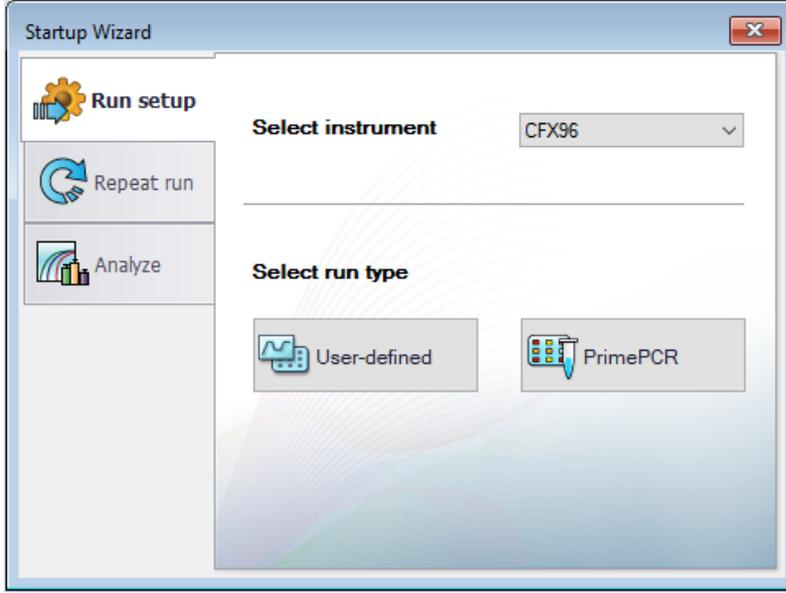 Startup Wizard
Run setup
Repeat run
Analyze
Select instrument
CFX96
Select run type
User-defined
PrimePCR